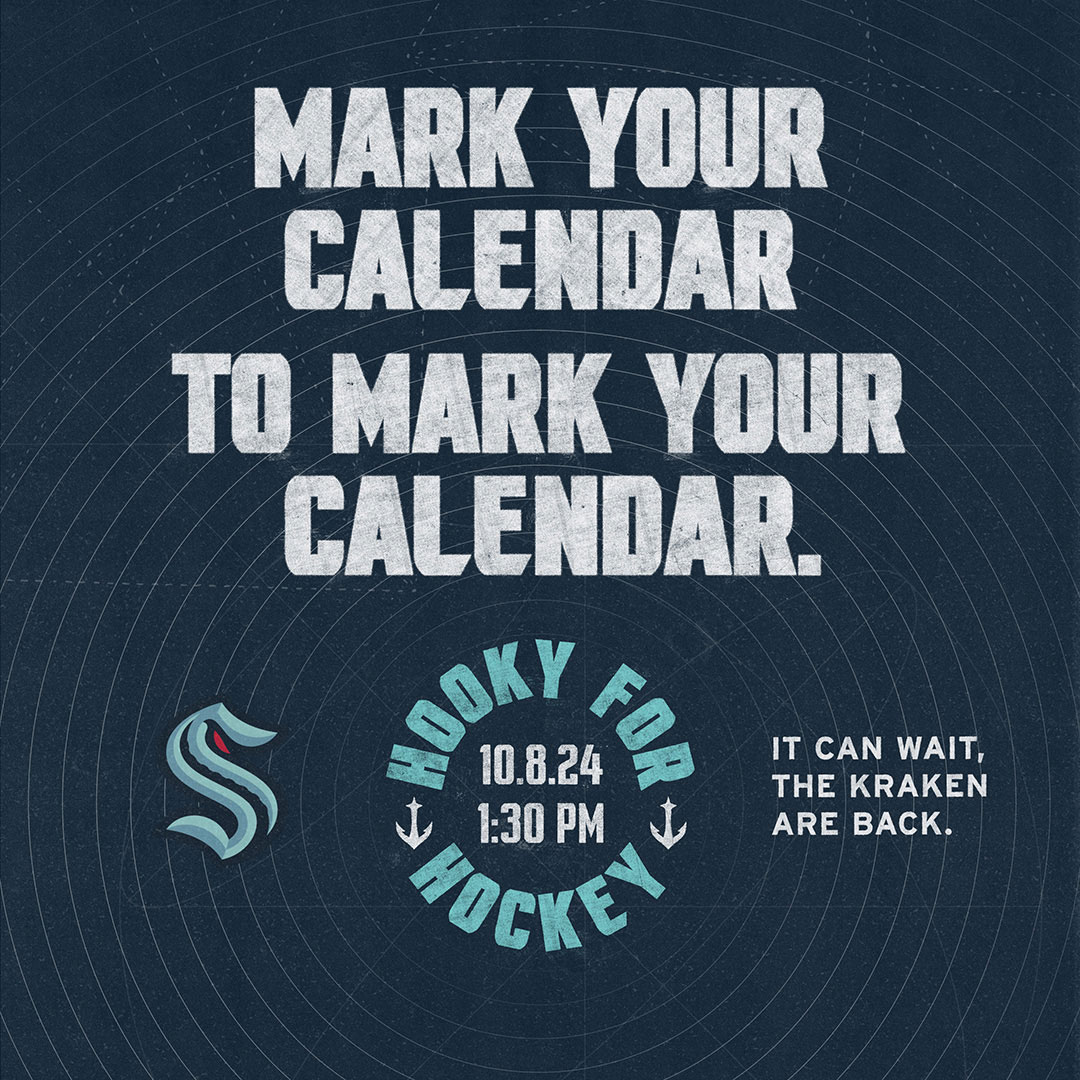 MARK YOUR
CALENDAR
TO MARK YOUR
CALENDAR.
HOOKY FOR
10.8.24
1:30 PM
HOCKEY
IT CAN WAIT,
THE KRAKEN
ARE BACK.